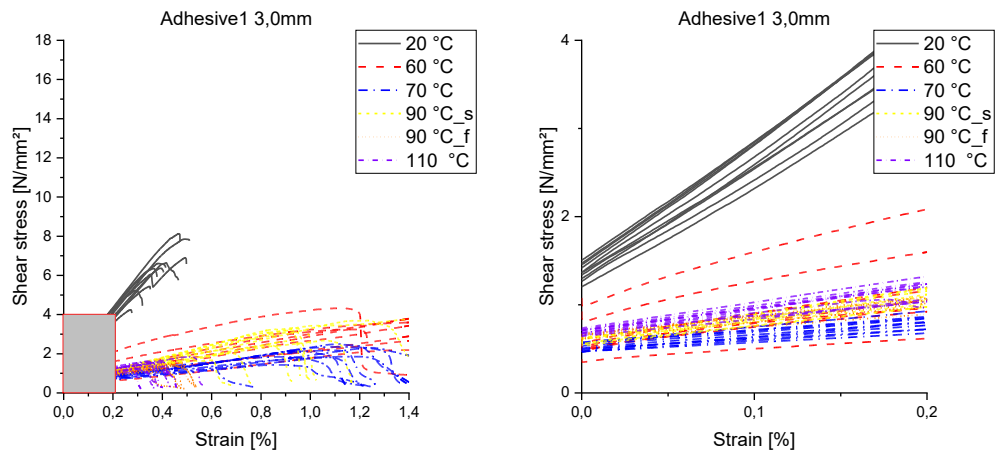 Adhesive1 3,0mm
18
16
14
12
10
8
6
4
2
0
0,0
0,2
0,4
0,6
0,8
1,0
1,2
1,4
Shear stress [N/mm²]
Strain [%]
20 °C
60 °C
70 °C
90 °C_s
90 °C_f
110 °C
Adhesive1 3,0mm
4
2
0
0,0
0,1
0,2
Shear stress [N/mm²]
Strain [%]
20 °C
60 °C
70 °C
90 °C_s
90 °C_f
110 °C